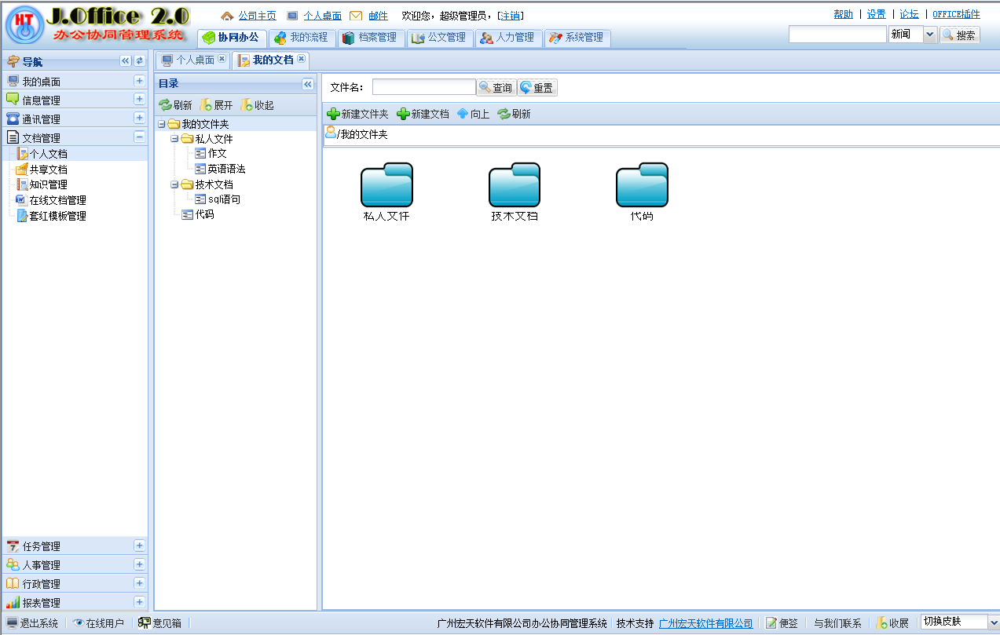 J.Office 2.0
办公协同管理系统
公司主页 个人桌面 邮件 欢迎您，超级管理员，[注销]
帮助 | 设置 | 论坛 | OFFICE插件
协同办公 我的流程 档案管理 公文管理 人力管理 系统管理
新闻 搜索
导航
我的桌面
信息管理
通讯管理
文档管理
个人文档
共享文档
知识管理
在线文档管理
套红模板管理
任务管理
人事管理
行政管理
报表管理
个人桌面 我的文档
目录
刷新 展开 收起
我的文件夹
私人文件
作文
英语语法
技术文档
sqli语句
代码
文件名： 查询 重置
新建文件夹 新建文档 向上 刷新
/我的文件夹
私人文件 技术文档 代码
退出系统 在线用户 意见箱 广州宏天软件有限公司办公协同管理系统 技术支持 广州宏天软件有限公司 便签 与我们联系 收展 切换皮肤